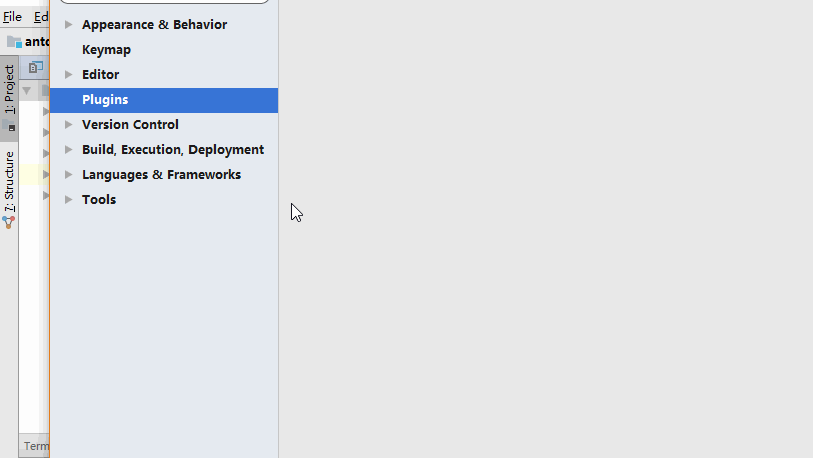 File Ed
anto
1: Project
7: Structure
Appearance & Behavior
Keymap
Editor
Plugins
Version Control
Build, Execution, Deployment
Languages & Frameworks
Tools
Term